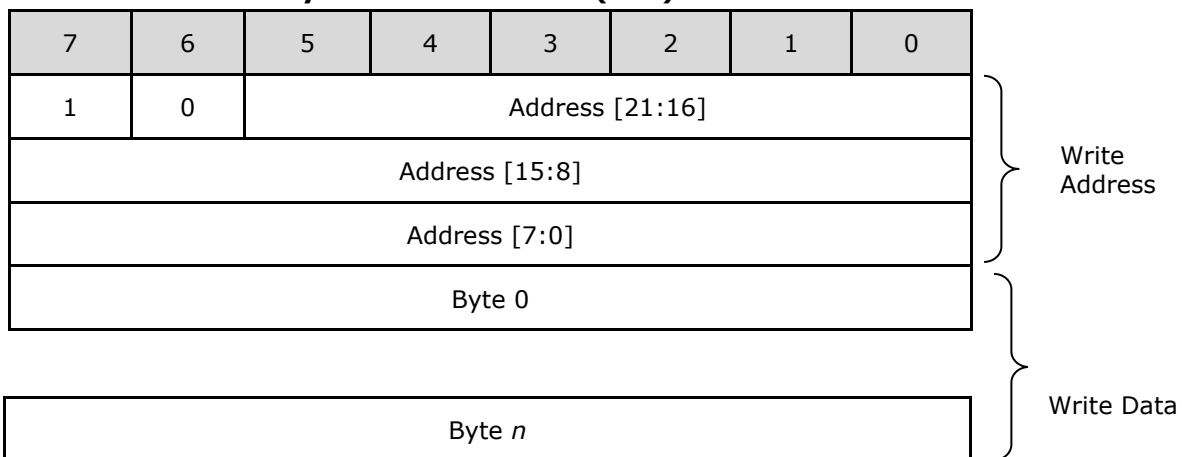 7 6 5 4 3 2 1 0
1 0 Address [21:16]
Address [15:8]
Address [7:0]
Write
Address
Byte 0
Byte n
Write Data